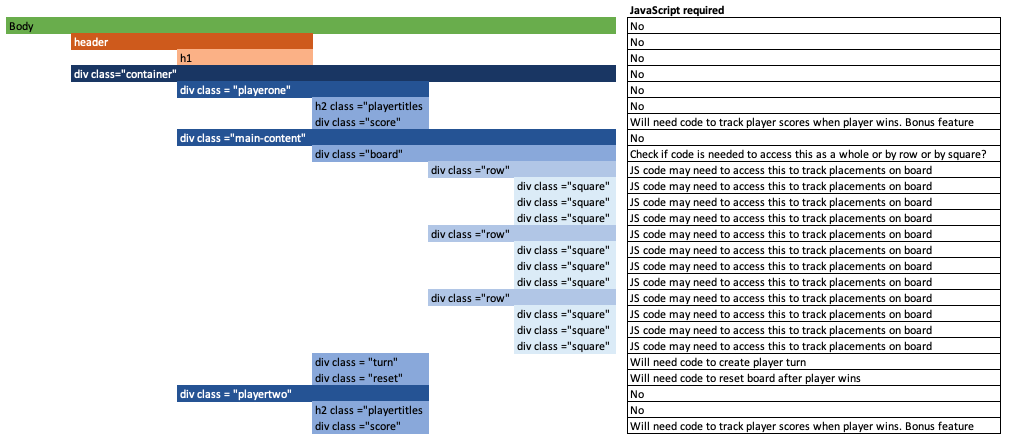 JavaScript required
Body No
header No
h1 No
div class="container" No
div class = "playerone" No
h2 class ="playertitles No
div class ="score" Will need code to track player scores when player wins. Bonus feature
div class ="main-content" No
div class ="board" Check if code is needed to access this as a whole or by row or by square?
div class ="row" JS code may need to access this to track placements on board
div class ="square" JS code may need to access this to track placements on board
div class ="square" JS code may need to access this to track placements on board
div class ="square" JS code may need to access this to track placements on board
div class ="row" JS code may need to access this to track placements on board
div class ="square" JS code may need to access this to track placements on board
div class ="square" JS code may need to access this to track placements on board
div class ="square" JS code may need to access this to track placements on board
div class ="row" JS code may need to access this to track placements on board
div class ="square" JS code may need to access this to track placements on board
div class ="square" JS code may need to access this to track placements on board
div class ="square" JS code may need to access this to track placements on board
div class = "turn" Will need code to create player turn
div class = "reset" Will need code to reset board after player wins
div class = "playertwo" No
h2 class ="playertitles No
div class ="score" Will need code to track player scores when player wins. Bonus feature